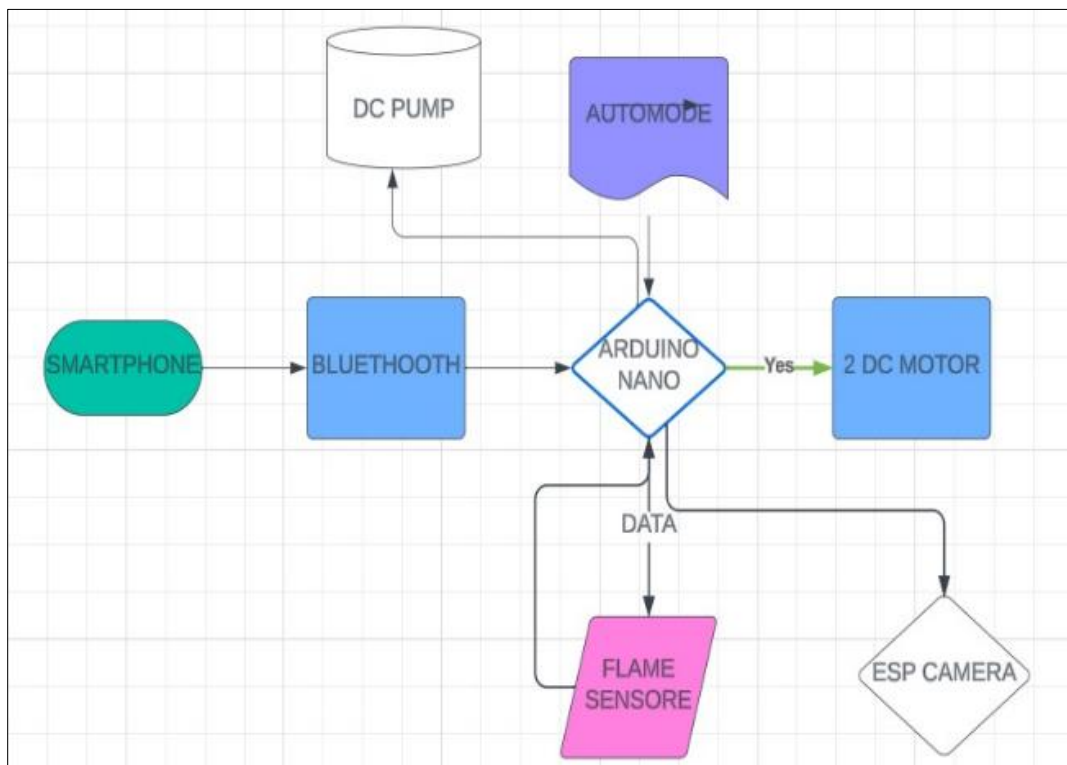 DC PUMP
AUTOMODE
SMARTPHONE
BLUETHOOTH
ARDUINO
NANO
Yes
2 DC MOTOR
DATA
FLAME
SENSORE
ESP CAMERA